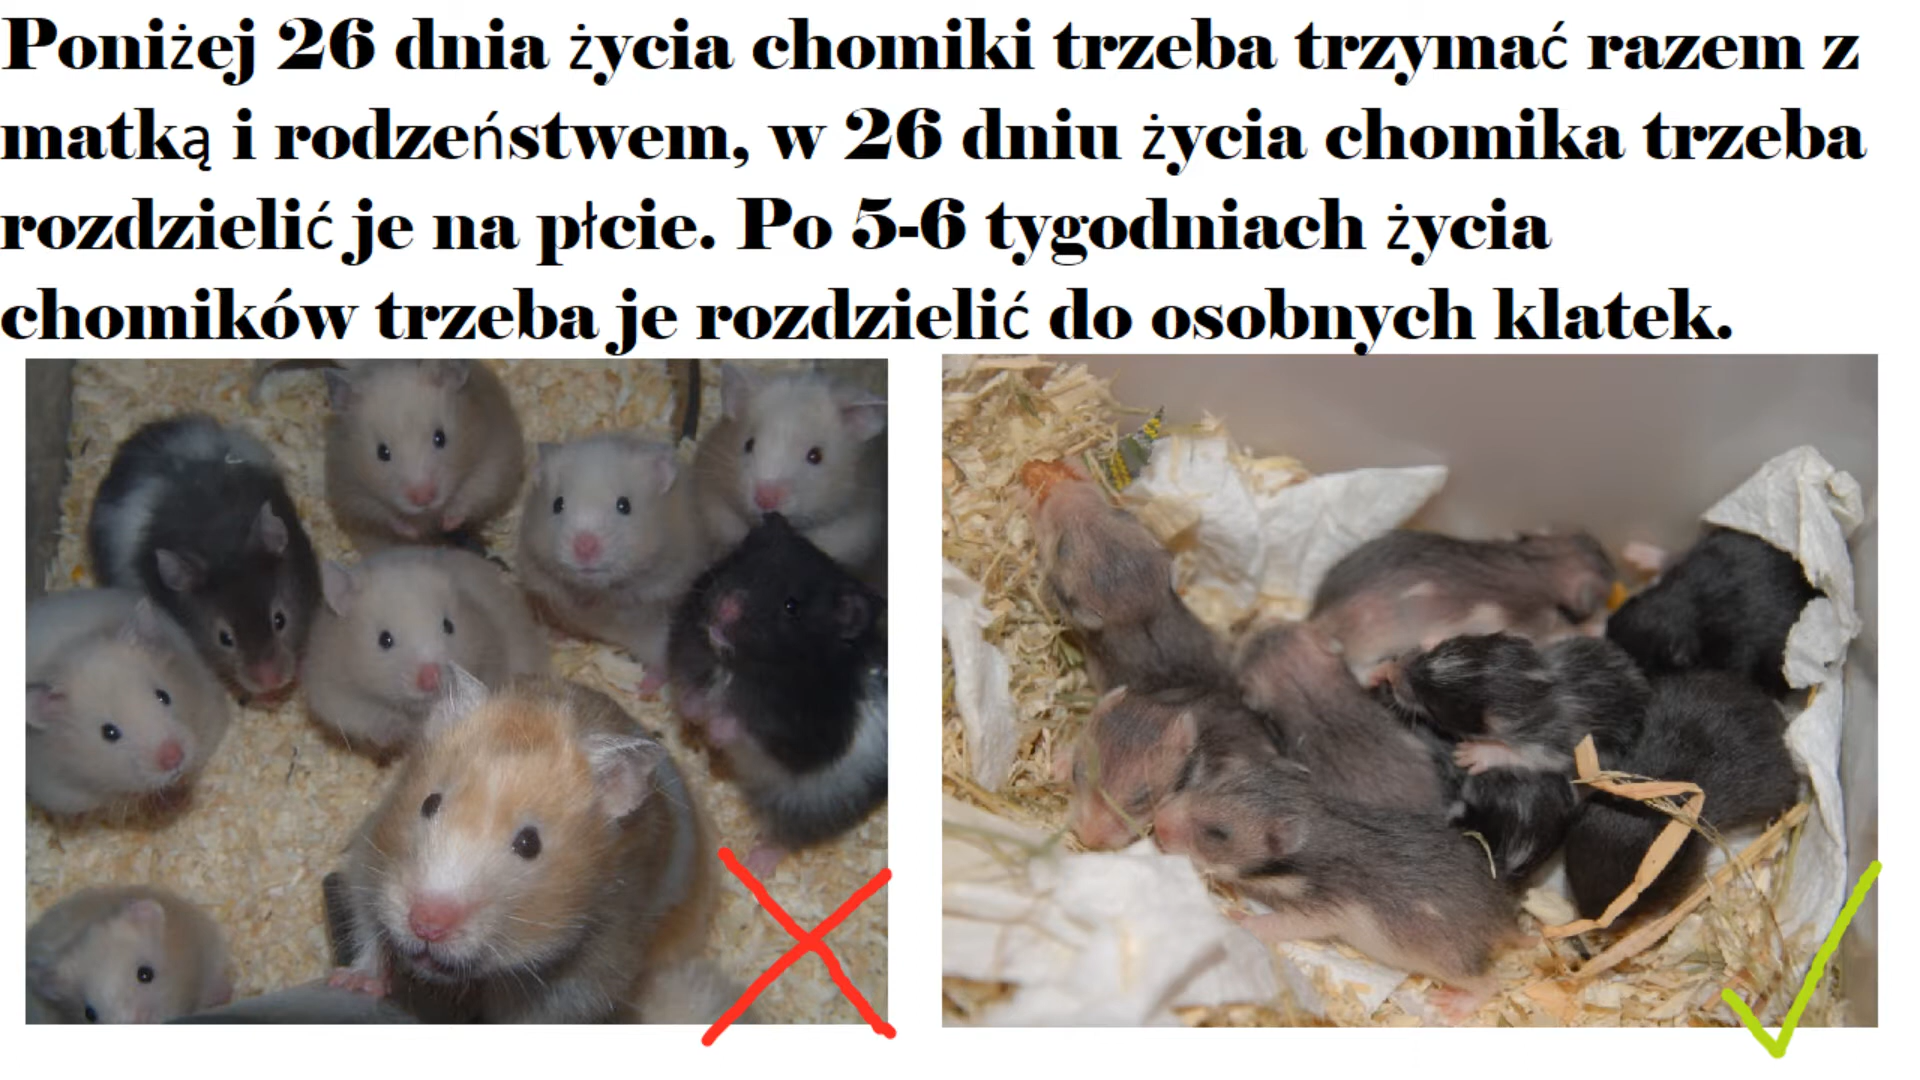 Poniżej 26 dnia życia chomiki trzeba trzymać razem z
matką i rodzeństwem, w 26 dniu życia chomika trzeba
rozdzielić je na płcie. Po 5-6 tygodniach życia
chomików trzeba je rozdzielić do osobnych klatek.